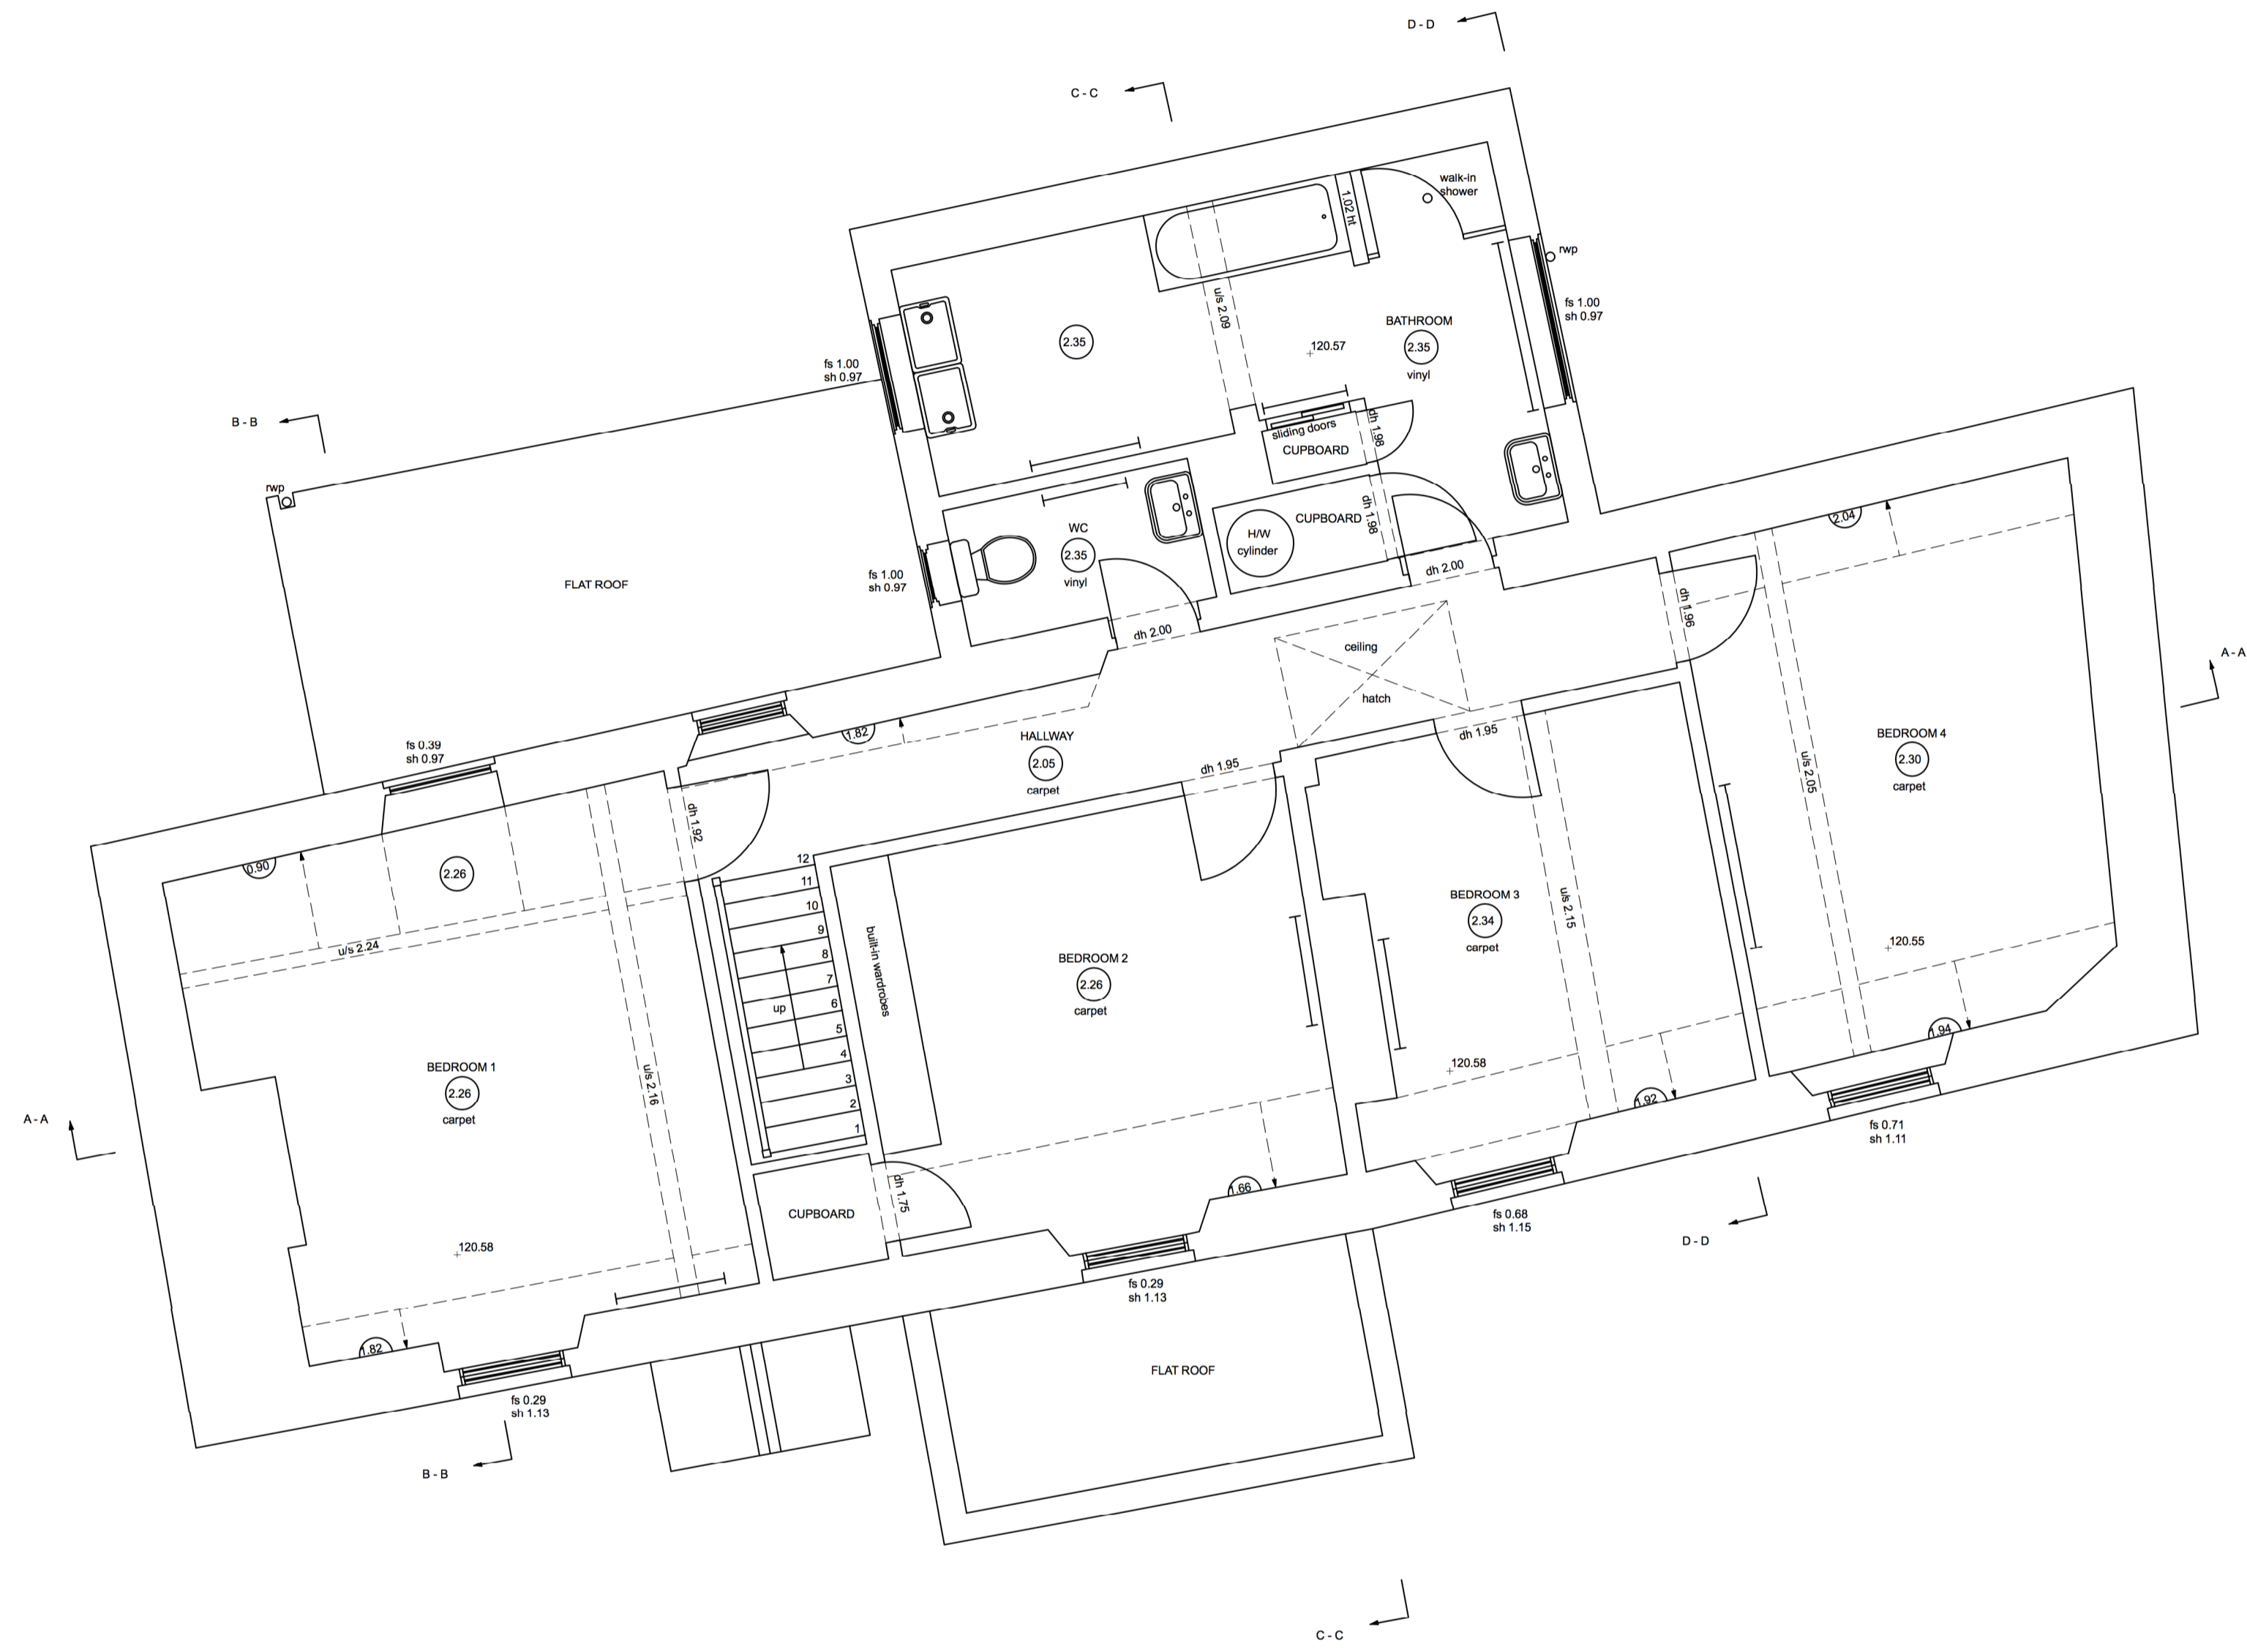 D - D
C - C
walk-in
shower
1.02 ht
rwp
fs 1.00
sh 0.97
u/s 2.09
BATHROOM
2.35
vinyl
120.57
2.35
fs 1.00
sh 0.97
B - B
dh 1.98
sliding doors
CUPBOARD
rwp
WC
2.35
vinyl
CUPBOARD
dh 1.98
H/W
cylinder
2.04
FLAT ROOF
fs 1.00
sh 0.97
dh 2.00
dh 2.00
dh 1.96
ceiling
hatch
A - A
1.82
HALLWAY
2.05
carpet
dh 1.95
dh 1.95
BEDROOM 4
2.30
carpet
u/s 2.05
fs 0.39
sh 0.97
dh 1.92
0.90
2.26
u/s 2.24
12
11
10
9
8
7
6
5
4
3
2
1
up
built-in wardrobes
BEDROOM 3
2.34
carpet
u/s 2.15
120.55
BEDROOM 2
2.26
carpet
1.94
BEDROOM 1
2.26
carpet
u/s 2.16
120.58
1.92
A - A
fs 0.71
sh 1.11
dh 1.75
1.66
CUPBOARD
fs 0.68
sh 1.15
D - D
120.58
fs 0.29
sh 1.13
1.82
FLAT ROOF
fs 0.29
sh 1.13
B - B
C - C